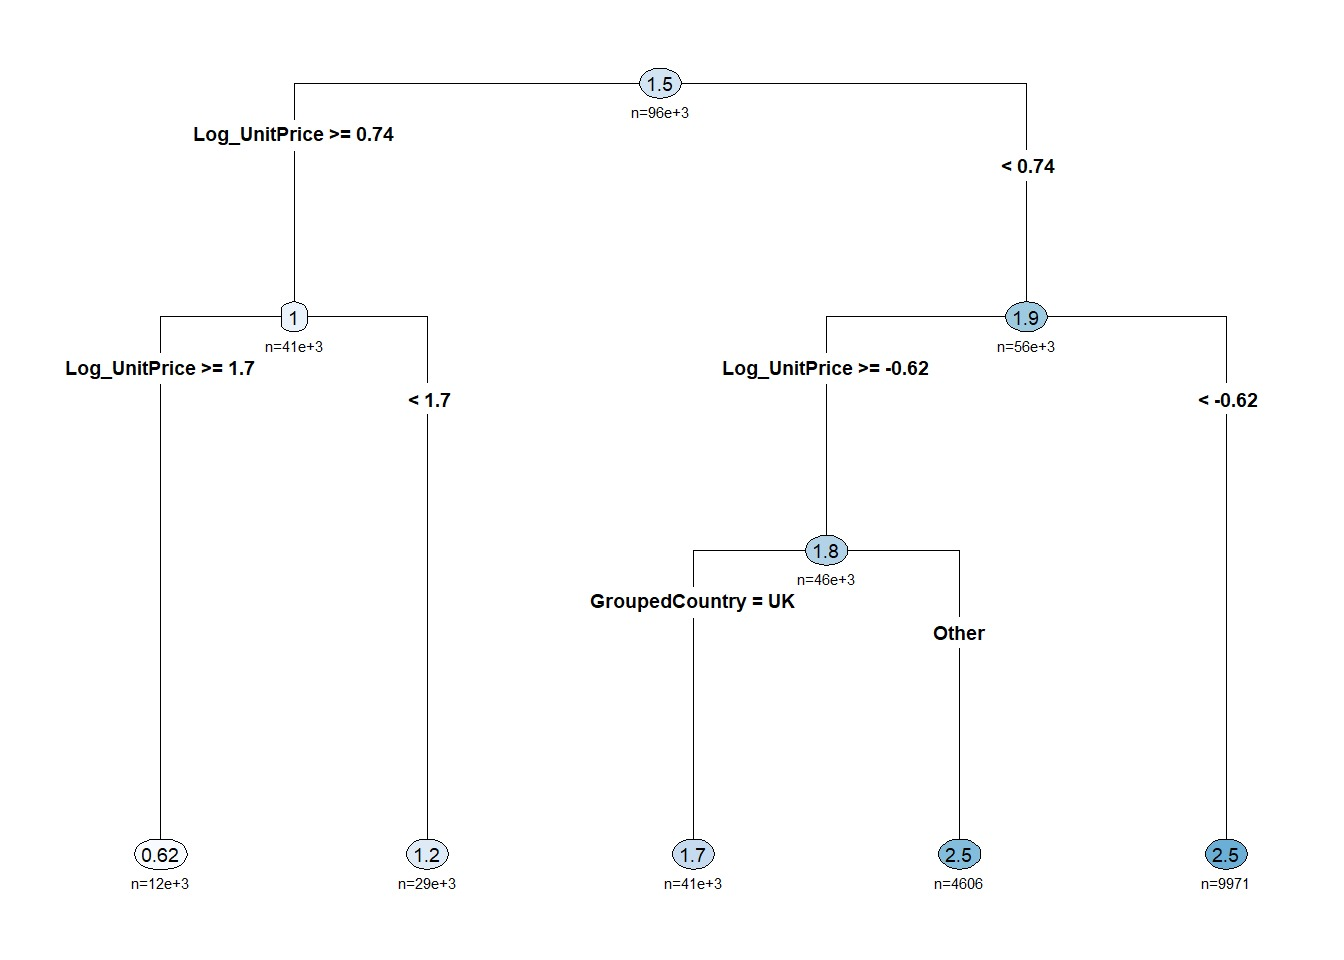 1.5
n=96e+3
Log_UnitPrice >= 0.74
< 0.74
1
n=41e+3
1.9
n=56e+3
Log_UnitPrice >= 1.7
< 1.7
Log_UnitPrice >= -0.62
< -0.62
1.8
n=46e+3
GroupedCountry = UK
Other
0.62
n=12e+3
1.2
n=29e+3
1.7
n=41e+3
2.5
n=4606
2.5
n=9971